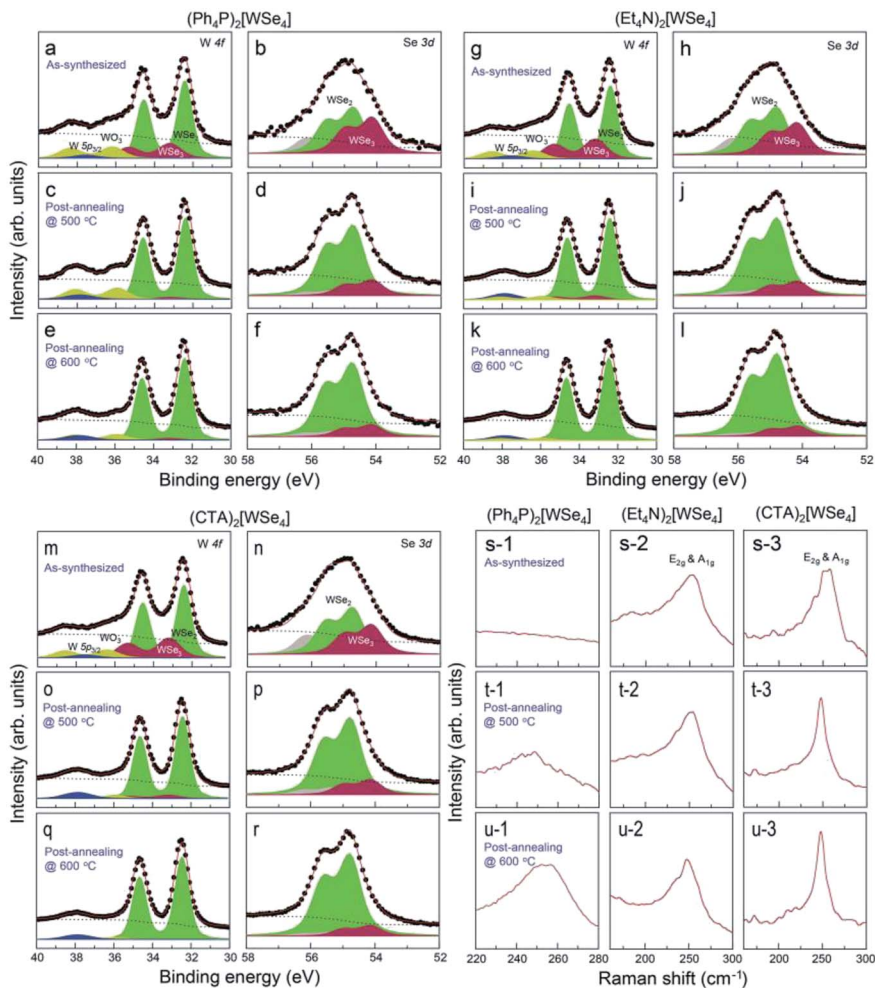 (Ph4P)2[WSe4]
a
W 4f
As-synthesized
WO3
WSe2
W 5p3/2
WSe3
b
Se 3d
WSe2
WSe3
c
Post-annealing
@ 500 °C
d
e
Post-annealing
@ 600 °C
f
40 38 36 34 32 30
58 56 54 52
Binding energy (eV)
Intensity (arb. units)
(Et4N)2[WSe4]
g
W 4f
As-synthesized
WO3
WSe2
W 5p3/2
WSe3
h
Se 3d
WSe2
WSe3
i
Post-annealing
@ 500 °C
j
k
Post-annealing
@ 600 °C
l
40 38 36 34 32 30
58 56 54 52
Binding energy (eV)
(CTA)2[WSe4]
m
W 4f
As-synthesized
WO3
WSe2
W 5p3/2
WSe3
n
Se 3d
WSe2
WSe3
o
Post-annealing
@ 500 °C
p
q
Post-annealing
@ 600 °C
r
40 38 36 34 32 30
58 56 54 52
Binding energy (eV)
Intensity (arb. units)
(Ph4P)2[WSe4] (Et4N)2[WSe4] (CTA)2[WSe4]
s-1
As-synthesized
s-2
E2g & A1g
s-3
E2g & A1g
t-1
Post-annealing
@ 500 °C
t-2
t-3
u-1
Post-annealing
@ 600 °C
u-2
u-3
220 240 260 280
200 250 300
200 250 300
Raman shift (cm-1)
Intensity (arb. units)